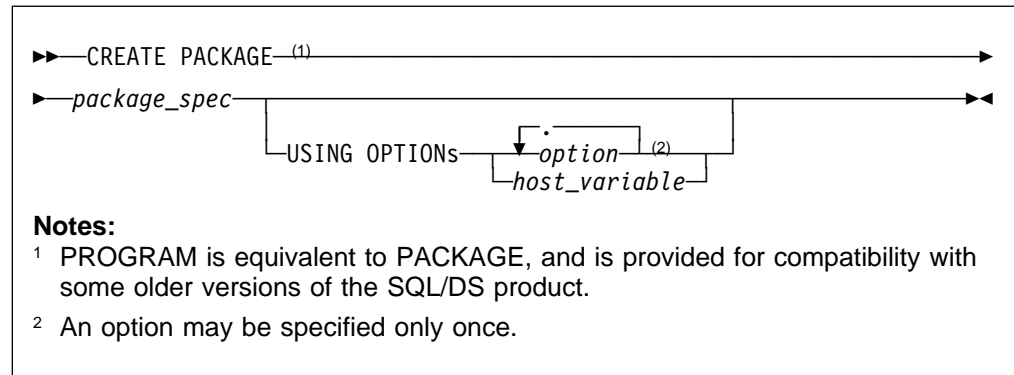 CREATE PACKAGE (1)
package_spec
.
USING OPTIONs option (2)
host_variable
Notes:
1 PROGRAM is equivalent to PACKAGE, and is provided for compatibility with
some older versions of the SQL/DS product.
2 An option may be specified only once.